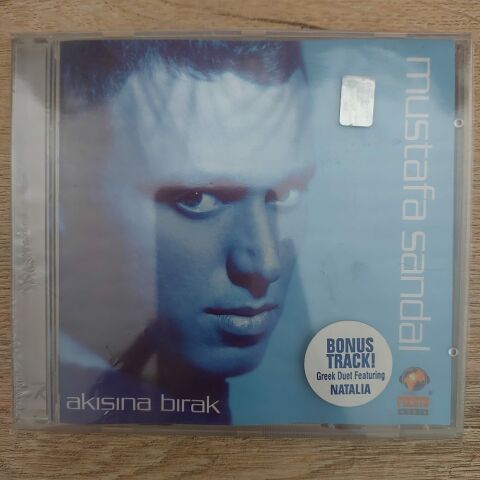 mustafa sandal
BONUS
TRACK!
Greek Duet Featuring
NATALIA
akışına bırak